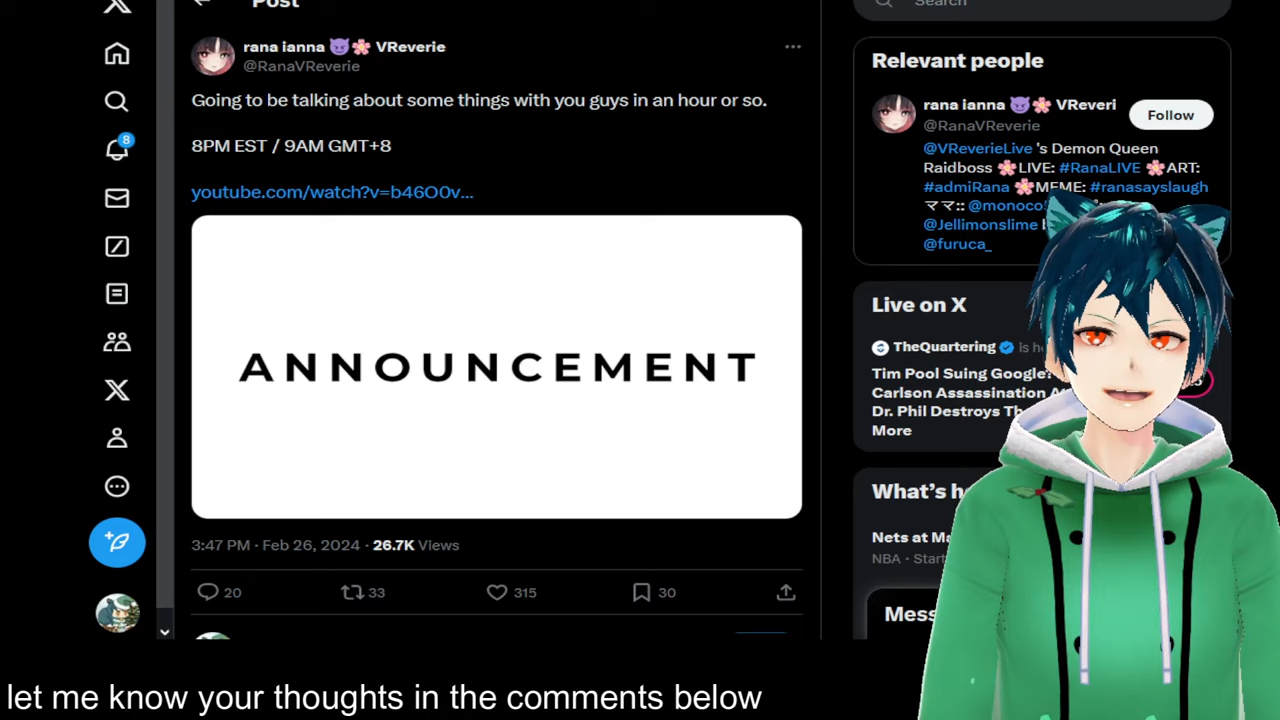 Post
Search
rana ianna 😈🌸 VReverie
@RanaVReverie
Going to be talking about some things with you guys in an hour or so.
8PM EST / 9AM GMT+8
youtube.com/watch?v=b46O0v...
ANNOUNCEMENT
3:47 PM · Feb 26, 2024 · 26.7K Views
20
33
315
30
8
Relevant people
rana ianna 😈🌸 VReveri
@RanaVReverie
Follow
@VReverieLive 's Demon Queen
Raidboss 🌸LIVE: #RanaLIVE 🌸ART:
#admiRana 🌸MEME: #ranasayslaugh
ママ:: @monoco
@Jellimonslime
@furuca_
Live on X
TheQuartering is
Tim Pool Suing Google?
Carlson Assassination
Dr. Phil Destroys
More
What's
Nets at
NBA ·
let me know your thoughts in the comments below